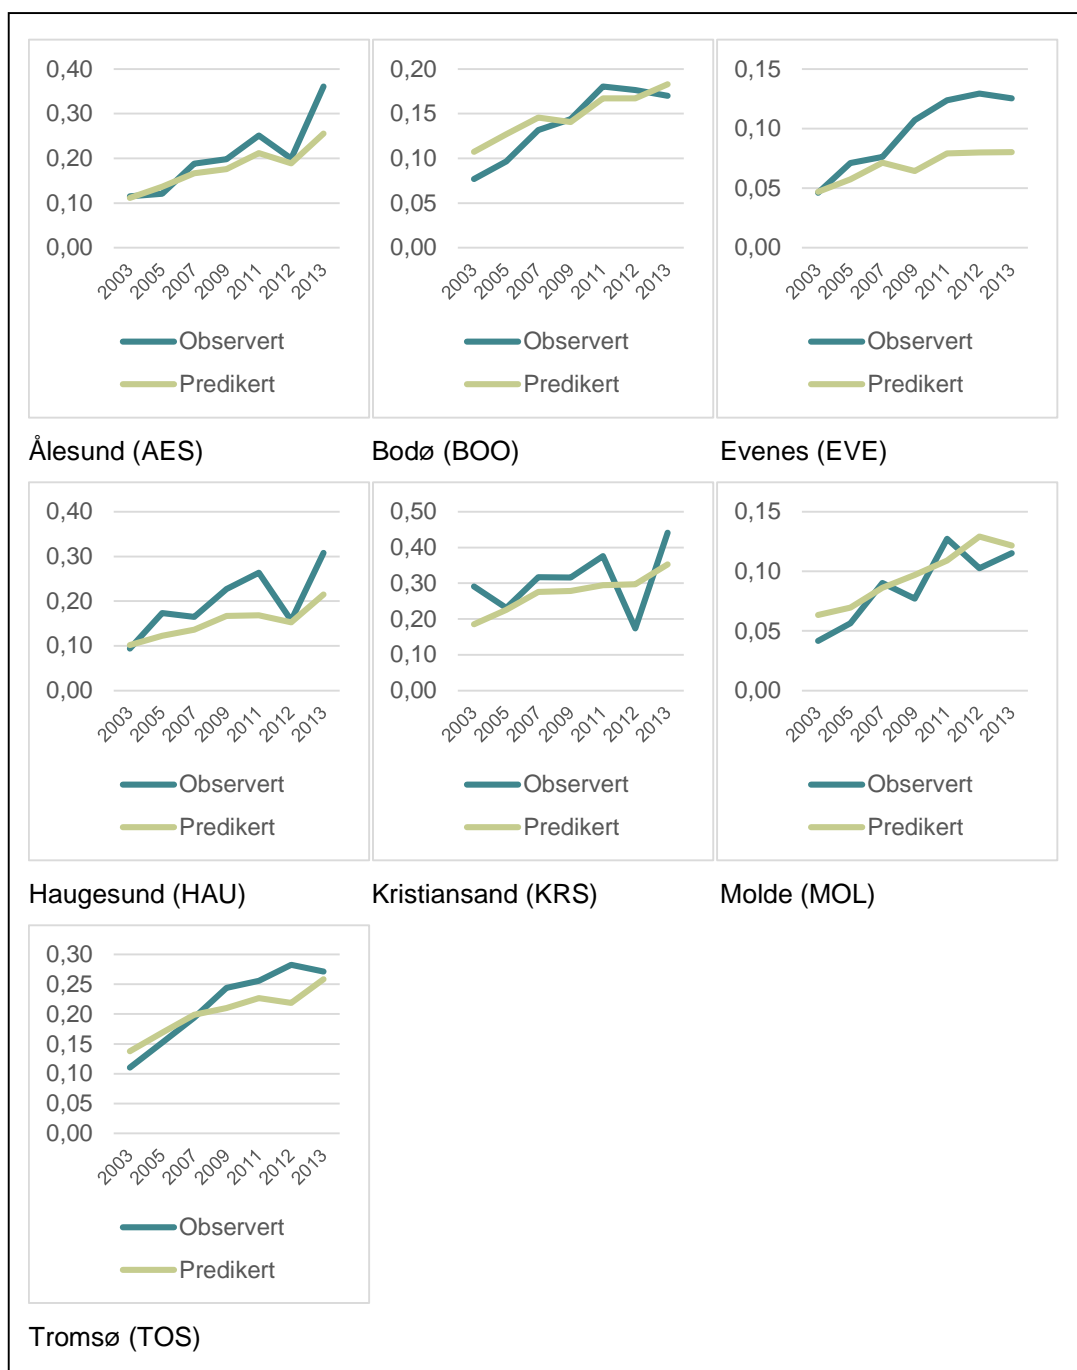 0,40
0,30
0,20
0,10
0,00
2003 2005 2007 2009 2011 2012 2013
Observert
Predikert
0,20
0,15
0,10
0,05
0,00
2003 2005 2007 2009 2011 2012 2013
Observert
Predikert
0,15
0,10
0,05
0,00
2003 2005 2007 2009 2011 2012 2013
Observert
Predikert
Ålesund (AES)
Bodø (BOO)
Evenes (EVE)
0,40
0,30
0,20
0,10
0,00
2003 2005 2007 2009 2011 2012 2013
Observert
Predikert
0,50
0,40
0,30
0,20
0,10
0,00
2003 2005 2007 2009 2011 2012 2013
Observert
Predikert
0,15
0,10
0,05
0,00
2003 2005 2007 2009 2011 2012 2013
Observert
Predikert
Haugesund (HAU)
Kristiansand (KRS)
Molde (MOL)
0,30
0,25
0,20
0,15
0,10
0,05
0,00
2003 2005 2007 2009 2011 2012 2013
Observert
Predikert
Tromsø (TOS)